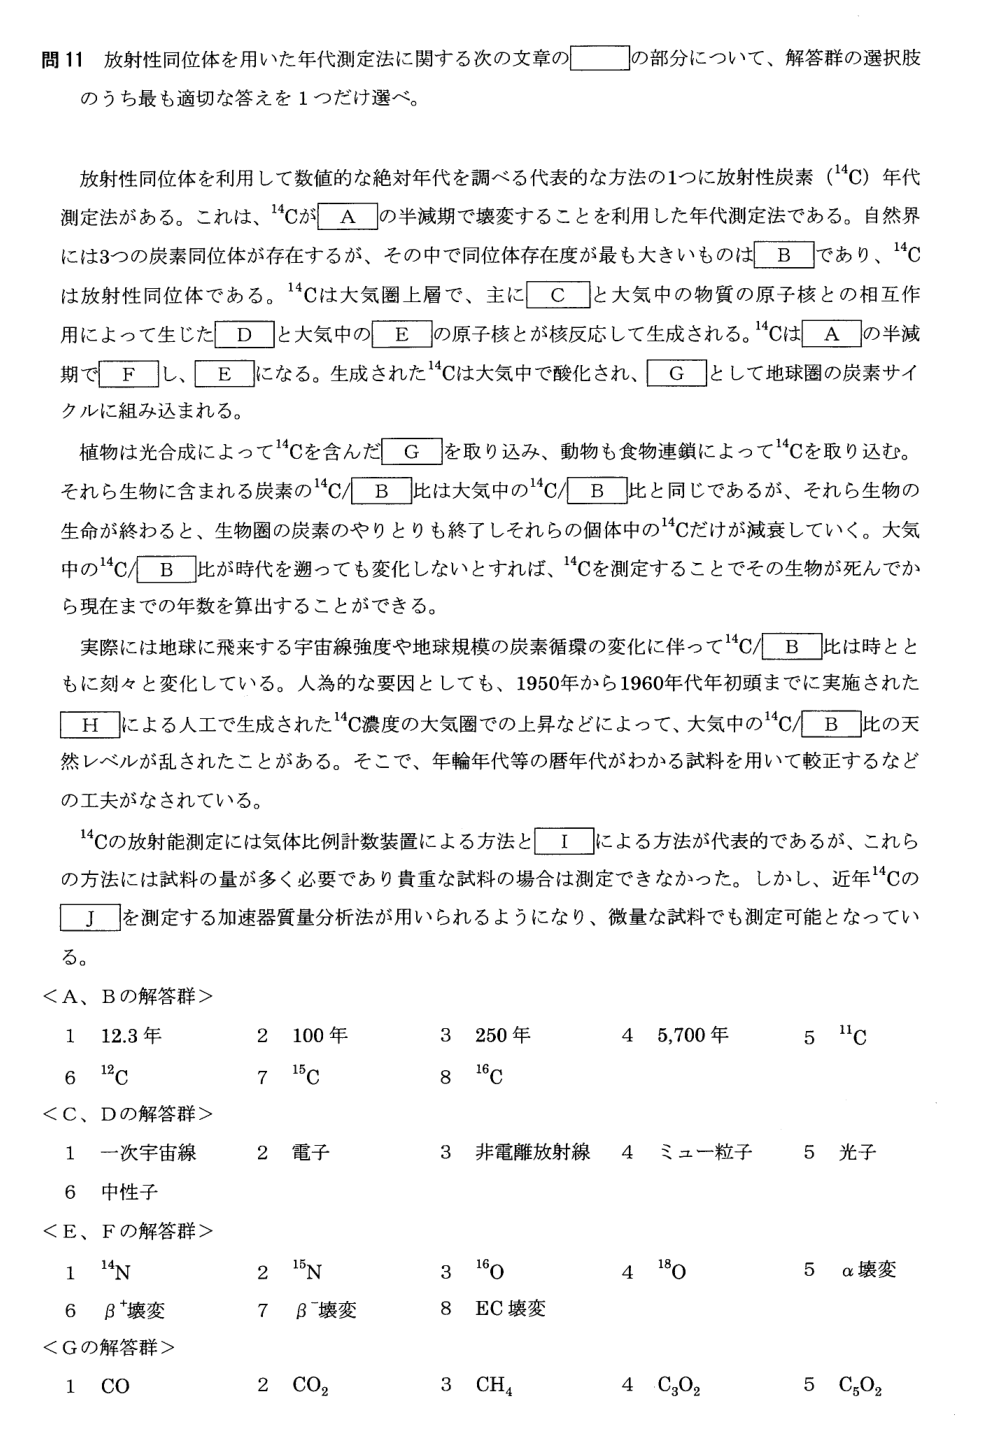 問11 放射性同位体を用いた年代測定法に関する次の文章の□の部分について、解答群の選択肢
のうち最も適切な答えを1つだけ選べ。
放射性同位体を利用して数値的な絶対年代を調べる代表的な方法の1つに放射性炭素（¹⁴C）年代
測定法がある。これは、¹⁴Cが A の半減期で壊変することを利用した年代測定法である。自然界
には3つの炭素同位体が存在するが、その中で同位体存在度が最も大きいものは B であり、¹⁴C
は放射性同位体である。¹⁴Cは大気圏上層で、主に C と大気中の物質の原子核との相互作
用によって生じた D と大気中の E の原子核とが核反応して生成される。¹⁴Cは A の半減
期で F し、 E になる。生成された¹⁴Cは大気中で酸化され、 G として地球圏の炭素サイ
クルに組み込まれる。
植物は光合成によって¹⁴Cを含んだ G を取り込み、動物も食物連鎖によって¹⁴Cを取り込む。
それら生物に含まれる炭素の¹⁴C/ B 比は大気中の¹⁴C/ B 比と同じであるが、それら生物の
生命が終わると、生物圏の炭素のやりとりも終了しそれらの個体中の¹⁴Cだけが減衰していく。大気
中の¹⁴C/ B 比が時代を遡っても変化しないとすれば、¹⁴Cを測定することでその生物が死んでか
ら現在までの年数を算出することができる。
実際には地球に飛来する宇宙線強度や地球規模の炭素循環の変化に伴って¹⁴C/ B 比は時とと
もに刻々と変化している。人為的な要因としても、1950年から1960年代年初頭までに実施された
H による人工で生成された¹⁴C濃度の大気圏での上昇などによって、大気中の¹⁴C/ B 比の天
然レベルが乱されたことがある。そこで、年輪年代等の暦年代がわかる試料を用いて較正するなど
の工夫がなされている。
¹⁴Cの放射能測定には気体比例計数装置による方法と I による方法が代表的であるが、これら
の方法には試料の量が多く必要であり貴重な試料の場合は測定できなかった。しかし、近年¹⁴Cの
J を測定する加速器質量分析法が用いられるようになり、微量な試料でも測定可能となってい
る。
＜A、Bの解答群＞
1 12.3年 2 100年 3 250年 4 5,700年 5 ¹¹C
6 ¹²C 7 ¹⁵C 8 ¹⁶C
＜C、Dの解答群＞
1 一次宇宙線 2 電子 3 非電離放射線 4 ミュー粒子 5 光子
6 中性子
＜E、Fの解答群＞
1 ¹⁴N 2 ¹⁵N 3 ¹⁶O 4 ¹⁸O 5 α壊変
6 β⁺壊変 7 β⁻壊変 8 EC壊変
＜Gの解答群＞
1 CO 2 CO₂ 3 CH₄ 4 C₃O₂ 5 C₅O₂